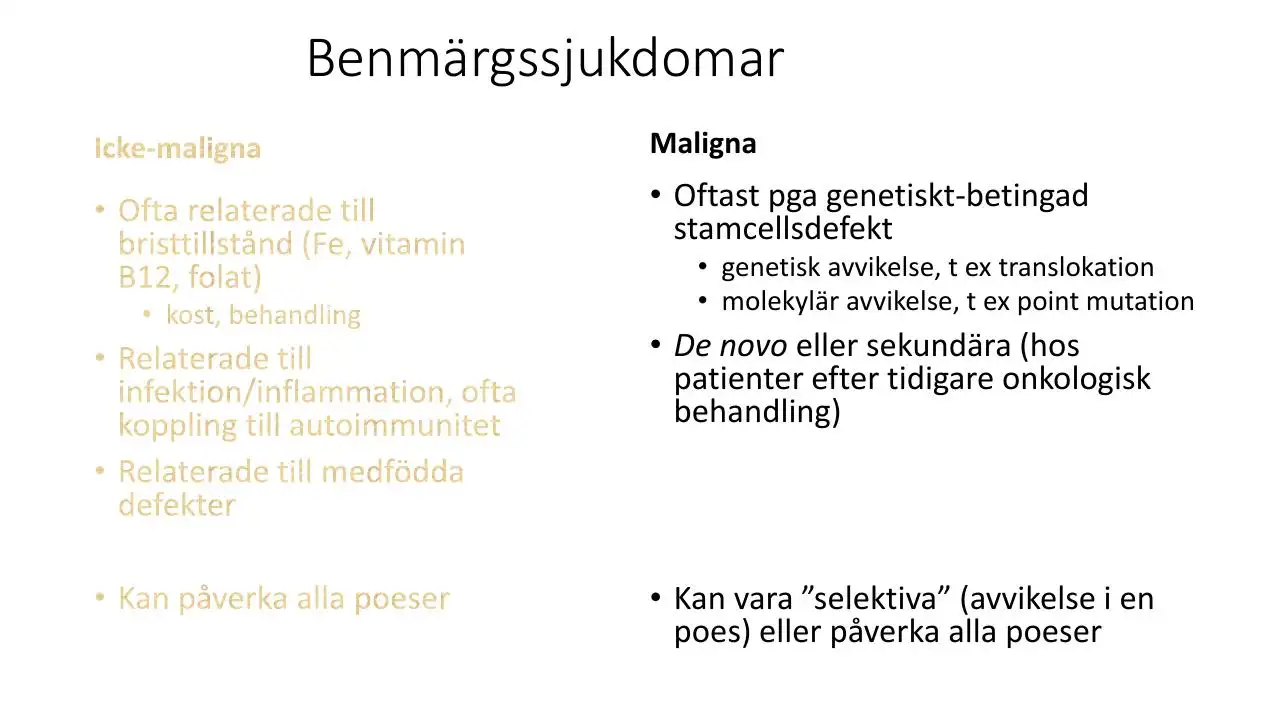 Benmärgssjukdomar
Icke-maligna
• Ofta relaterade till
bristtillstånd (Fe, vitamin
B12, folat)
• kost, behandling
• Relaterade till
infektion/inflammation, ofta
koppling till autoimmunitet
• Relaterade till medfödda
defekter
• Kan påverka alla poeser
Maligna
• Oftast pga genetiskt-betingad
stamcellsdefekt
• genetisk avvikelse, t ex translokation
• molekylär avvikelse, t ex point mutation
• De novo eller sekundära (hos
patienter efter tidigare onkologisk
behandling)
• Kan vara ”selektiva” (avvikelse i en
poes) eller påverka alla poeser